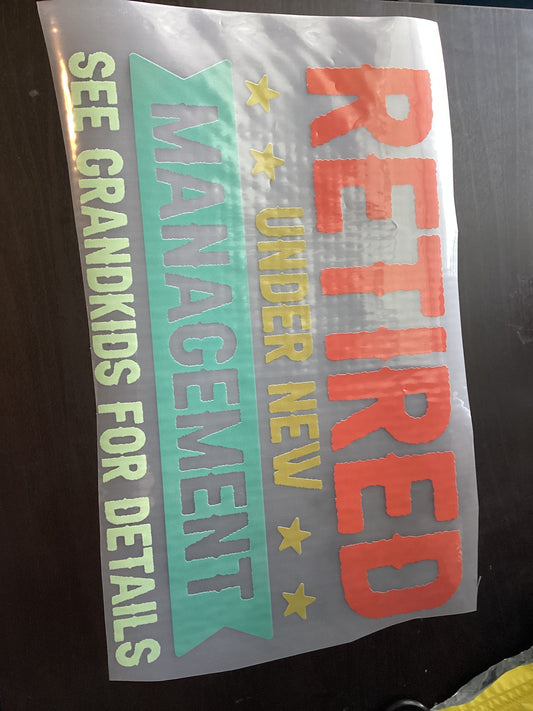 RETIRED
UNDER NEW
MANAGEMENT
SEE GRANDKIDS FOR DETAILS